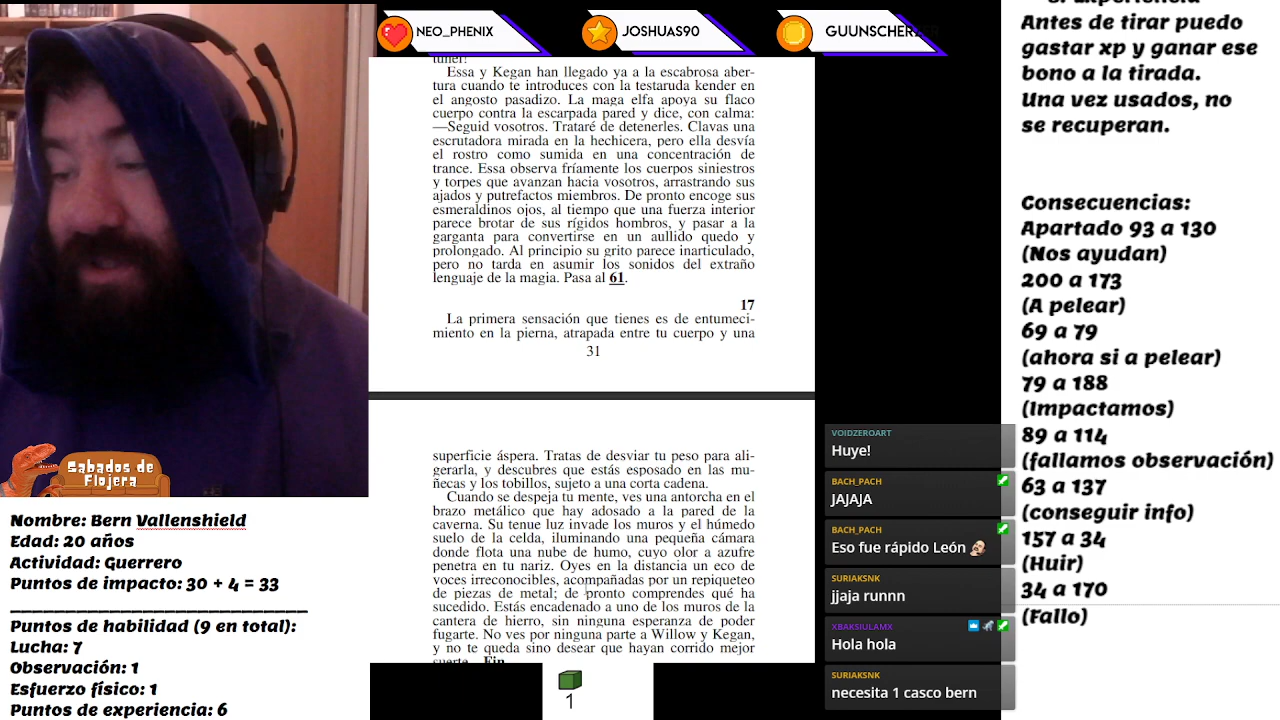 NEO_PHENIX
JOSHUAS90
GUUNSCHER
tuner!
Essa y Kegan han llegado ya a la escabrosa aber-
tura cuando te introduces con la testaruda kender en
el angosto pasadizo. La maga elfa apoya su flaco
cuerpo contra la escarpada pared y dice, con calma:
—Seguid vosotros. Trataré de detenerles. Clavas una
escrutadora mirada en la hechicera, pero ella desvía
el rostro como sumida en una concentración de
trance. Essa observa fríamente los cuerpos siniestros
y torpes que avanzan hacia vosotros, arrastrando sus
ajados y putrefactos miembros. De pronto encoge sus
esmeraldinos ojos, al tiempo que una fuerza interior
parece brotar de sus rígidos hombros, y pasar a la
garganta para convertirse en un aullido quedo y
prolongado. Al principio su grito parece inarticulado,
pero no tarda en asumir los sonidos del extraño
lenguaje de la magia. Pasa al 61.
17
La primera sensación que tienes es de entumeci-
miento en la pierna, atrapada entre tu cuerpo y una
31
superficie áspera. Tratas de desviar tu peso para ali-
gerarla, y descubres que estás esposado en las mu-
ñecas y los tobillos, sujeto a una corta cadena.
Cuando se despeja tu mente, ves una antorcha en el
brazo metálico que hay adosado a la pared de la
caverna. Su tenue luz invade los muros y el húmedo
suelo de la celda, iluminando una pequeña cámara
donde flota una nube de humo, cuyo olor a azufre
penetra en tu nariz. Oyes en la distancia un eco de
voces irreconocibles, acompañadas por un repiqueteo
de piezas de metal; de pronto comprendes qué ha
sucedido. Estás encadenado a uno de los muros de la
cantera de hierro, sin ninguna esperanza de poder
fugarte. No ves por ninguna parte a Willow y Kegan,
y no te queda sino desear que hayan corrido mejor
suerte. Fin
1
Sabados de
Flojera
Nombre: Bern Vallenshield
Edad: 20 años
Actividad: Guerrero
Puntos de impacto: 30 + 4 = 33
Puntos de habilidad (9 en total):
Lucha: 7
Observación: 1
Esfuerzo físico: 1
Puntos de experiencia: 6
VOIDZEROART
Huye!
BACH_PACH
JAJAJA
BACH_PACH
Eso fue rápido León
SURIAKSNK
jjaja runnn
XBAKSIULAMX
Hola hola
SURIAKSNK
necesita 1 casco bern
Experiencia
Antes de tirar puedo
gastar xp y ganar ese
bono a la tirada.
Una vez usados, no
se recuperan.
Consecuencias:
Apartado 93 a 130
(Nos ayudan)
200 a 173
(A pelear)
69 a 79
(ahora si a pelear)
79 a 188
(Impactamos)
89 a 114
(fallamos observación)
63 a 137
(conseguir info)
157 a 34
(Huir)
34 a 170
(Fallo)